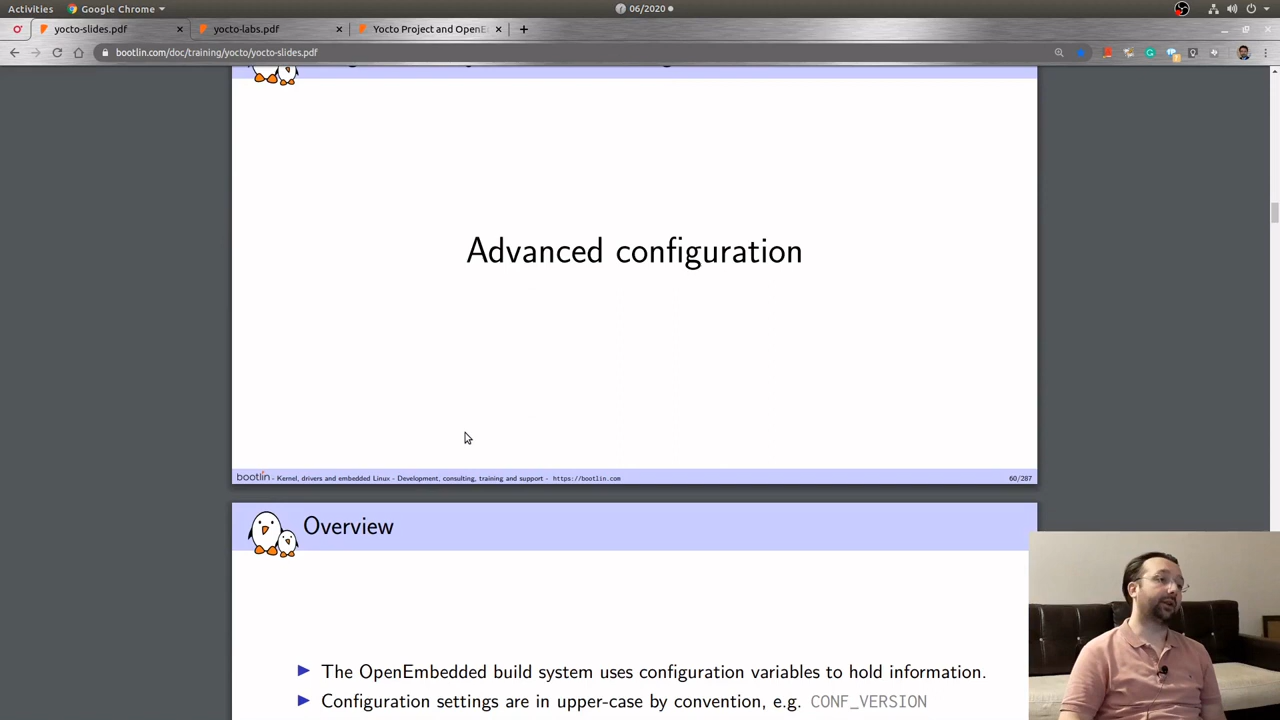 Activities Google Chrome 06/2020
yocto-slides.pdf yocto-labs.pdf Yocto Project and OpenE
bootlin.com/doc/training/yocto/yocto-slides.pdf
Advanced configuration
bootlin - Kernel, drivers and embedded Linux - Development, consulting, training and support - https://bootlin.com 60/287
Overview
The OpenEmbedded build system uses configuration variables to hold information.
Configuration settings are in upper-case by convention, e.g. CONF_VERSION